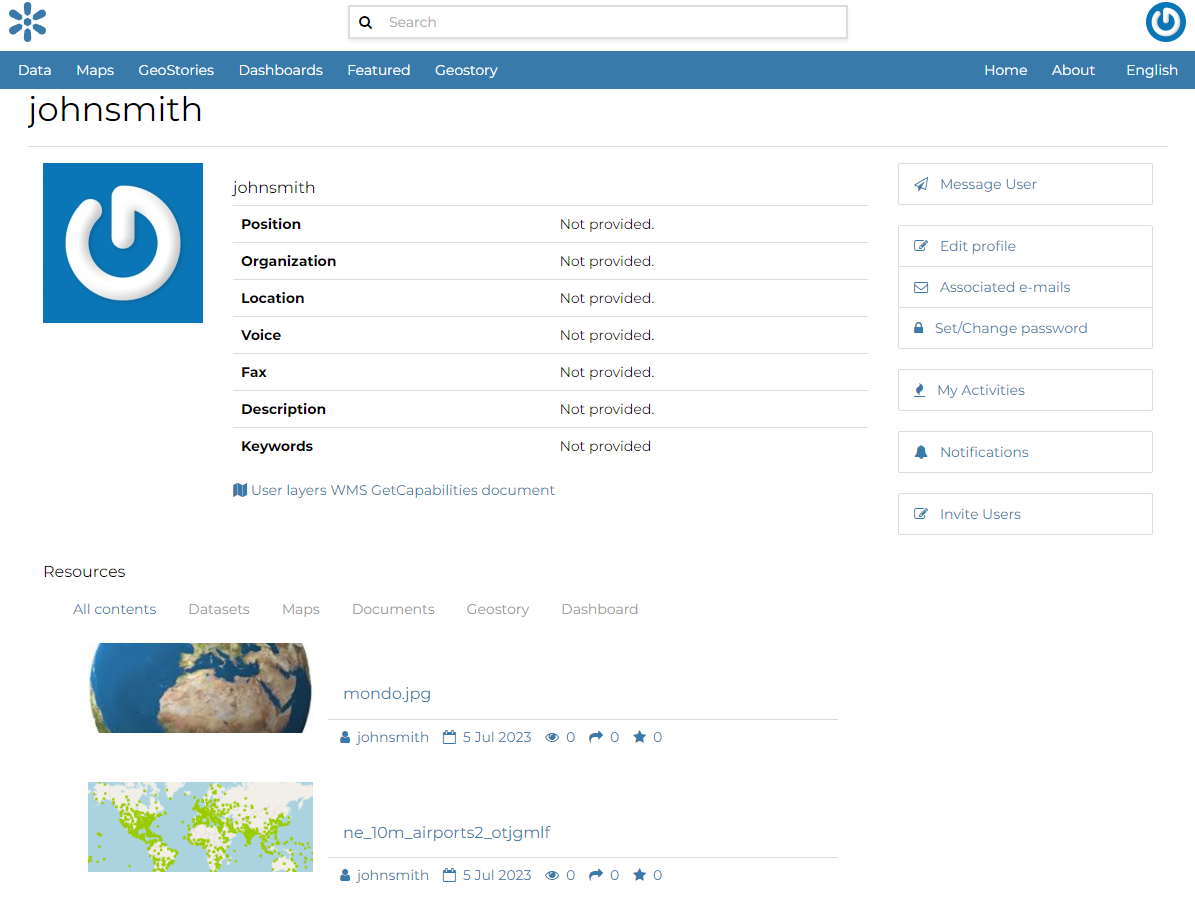 Search
Data Maps GeoStories Dashboards Featured Geostory Home About English
johnsmith
johnsmith
Position Not provided.
Organization Not provided.
Location Not provided.
Voice Not provided.
Fax Not provided.
Description Not provided.
Keywords Not provided
User layers WMS GetCapabilities document
Message User
Edit profile
Associated e-mails
Set/Change password
My Activities
Notifications
Invite Users
Resources
All contents Datasets Maps Documents Geostory Dashboard
mondo.jpg
johnsmith 5 Jul 2023 0 0 0
ne_10m_airports2_otjgmlf
johnsmith 5 Jul 2023 0 0 0